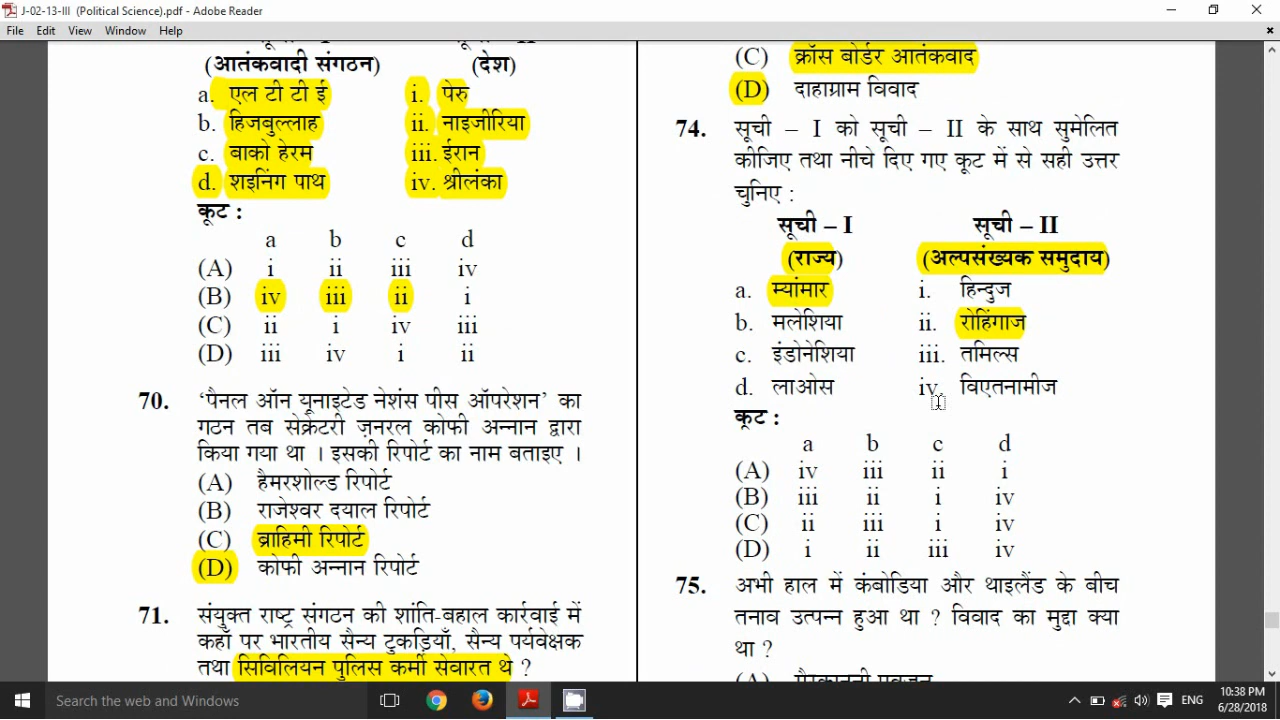 J-02-13-III (Political Science).pdf - Adobe Reader
File Edit View Window Help
(आतंकवादी संगठन) (देश)
a. एल टी टी ई i. पेरु
b. हिजबुल्लाह ii. नाइजीरिया
c. बाको हेरम iii. ईरान
d. शइनिंग पाथ iv. श्रीलंका
कूट :
a b c d
(A) i ii iii iv
(B) iv iii ii i
(C) ii i iv iii
(D) iii iv i ii
70. ‘पैनल ऑन यूनाइटेड नेशंस पीस ऑपरेशन’ का
गठन तब सेक्रेटरी ज़नरल कोफी अन्नान द्वारा
किया गया था । इसकी रिपोर्ट का नाम बताइए ।
(A) हैमरशोल्ड रिपोर्ट
(B) राजेश्वर दयाल रिपोर्ट
(C) ब्राहिमी रिपोर्ट
(D) कोफी अन्नान रिपोर्ट
71. संयुक्त राष्ट्र संगठन की शांति-बहाल कार्रवाई में
कहाँ पर भारतीय सैन्य टुकड़ियाँ, सैन्य पर्यवेक्षक
तथा सिविलियन पुलिस कर्मी सेवारत थे ?
(C) क्रॉस बोर्डर आतंकवाद
(D) दाहाग्राम विवाद
74. सूची – I को सूची – II के साथ सुमेलित
कीजिए तथा नीचे दिए गए कूट में से सही उत्तर
चुनिए :
सूची – I सूची – II
(राज्य) (अल्पसंख्यक समुदाय)
a. म्यांमार i. हिन्दुज
b. मलेशिया ii. रोहिंगाज
c. इंडोनेशिया iii. तमिल्स
d. लाओस iv. विएतनामीज
कूट :
a b c d
(A) iv iii ii i
(B) iii ii i iv
(C) ii iii i iv
(D) i ii iii iv
75. अभी हाल में कंबोडिया और थाइलैंड के बीच
तनाव उत्पन्न हुआ था ? विवाद का मुद्दा क्या
था ?
Search the web and Windows
ENG
10:38 PM
6/28/2018